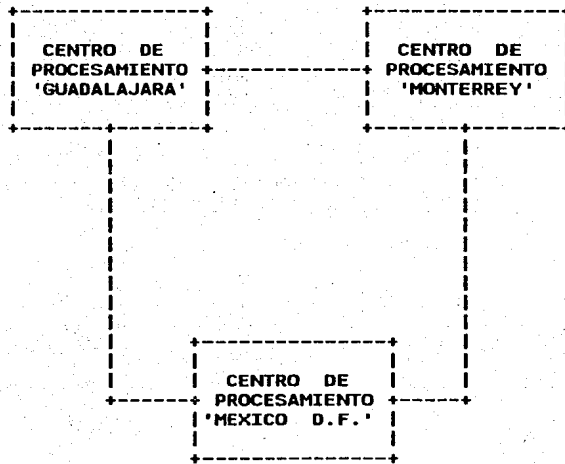 CENTRO DE
PROCESAMIENTO
'GUADALAJARA'
CENTRO DE
PROCESAMIENTO
'MONTERREY'
CENTRO DE
PROCESAMIENTO
'MEXICO D.F.'